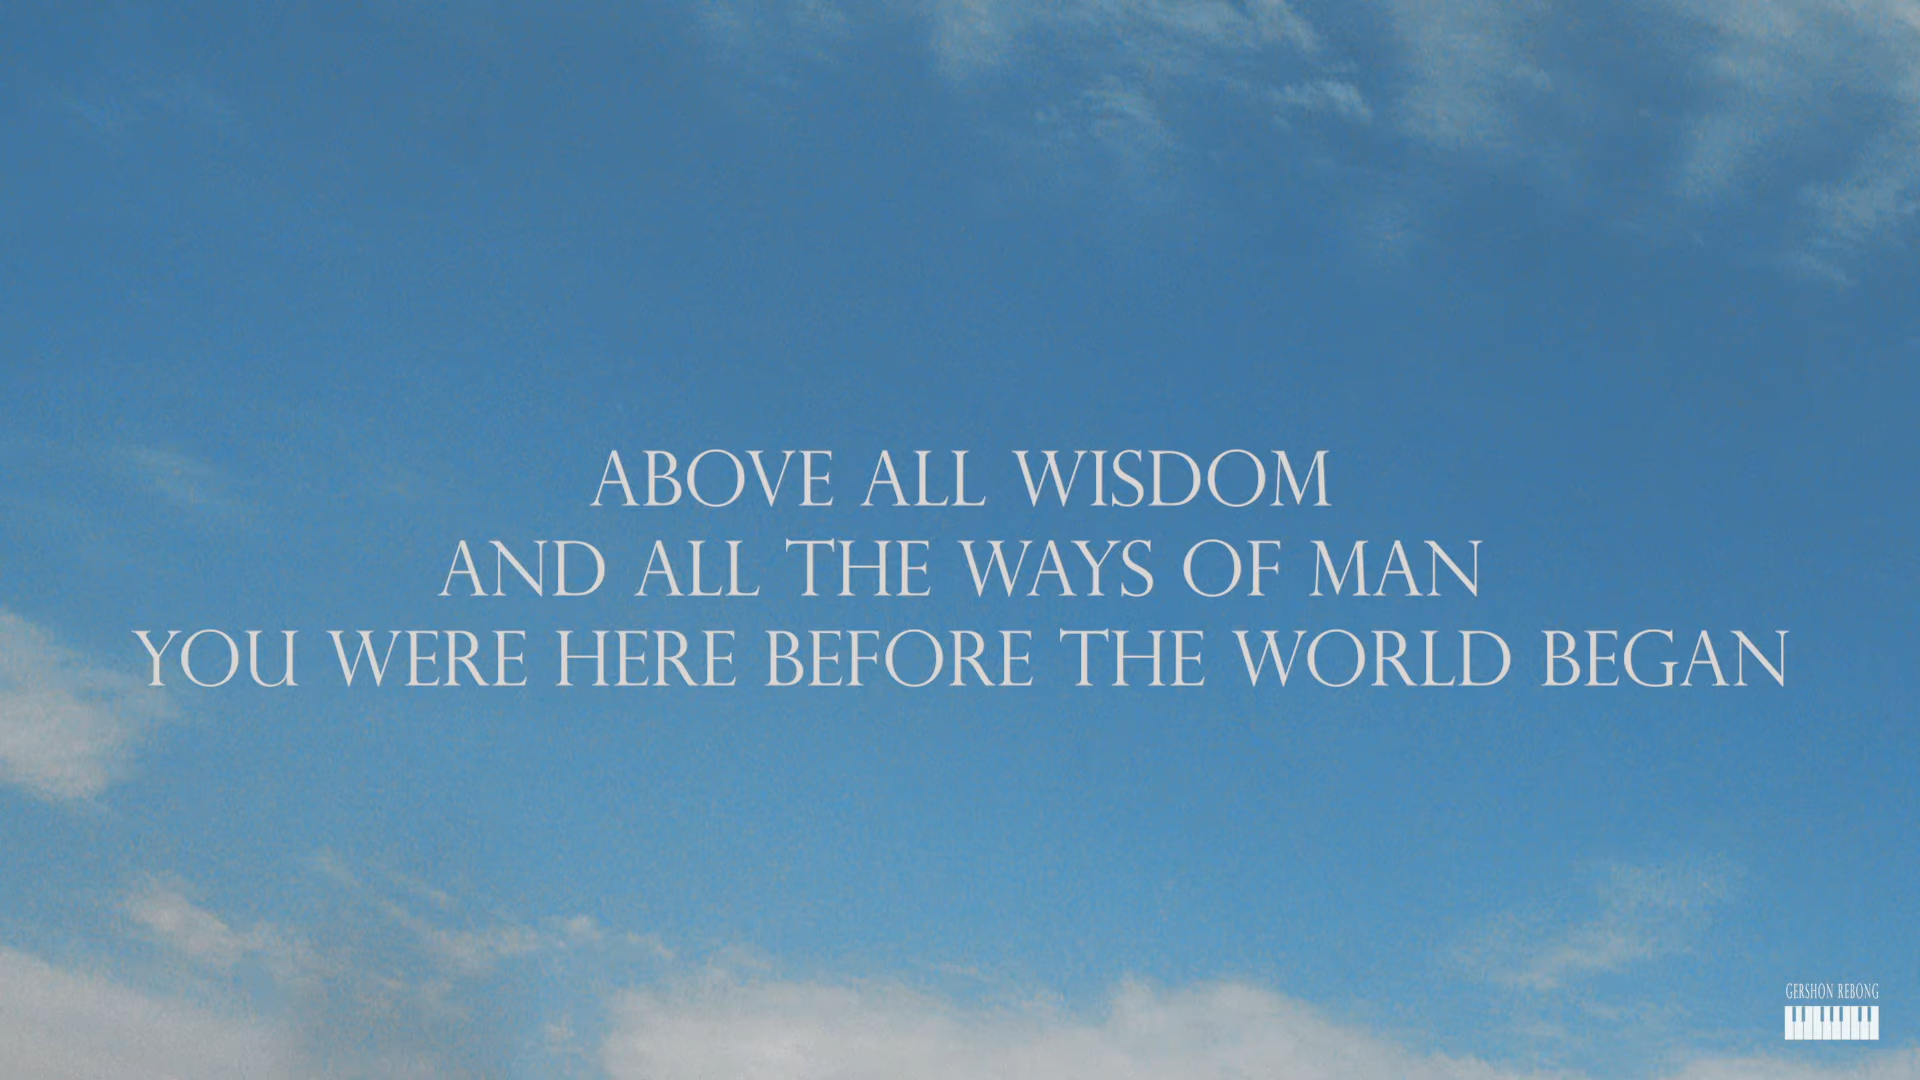 ABOVE ALL WISDOM
AND ALL THE WAYS OF MAN
YOU WERE HERE BEFORE THE WORLD BEGAN
GERSHON REBONG